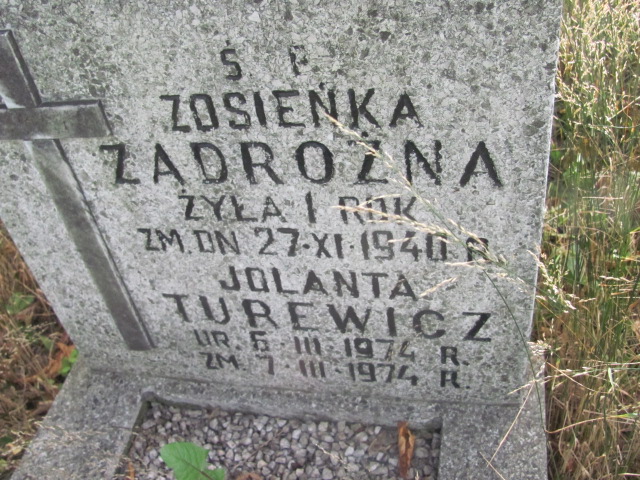 Ś P
ZOSIEŃKA
ZADROŻNA
ŻYŁA 1 ROK
ZM. DN 27·XI·1940 R
JOLANTA
TUREWICZ
UR. 6 III 1974 R.
ZM. 7·III·1974 R.